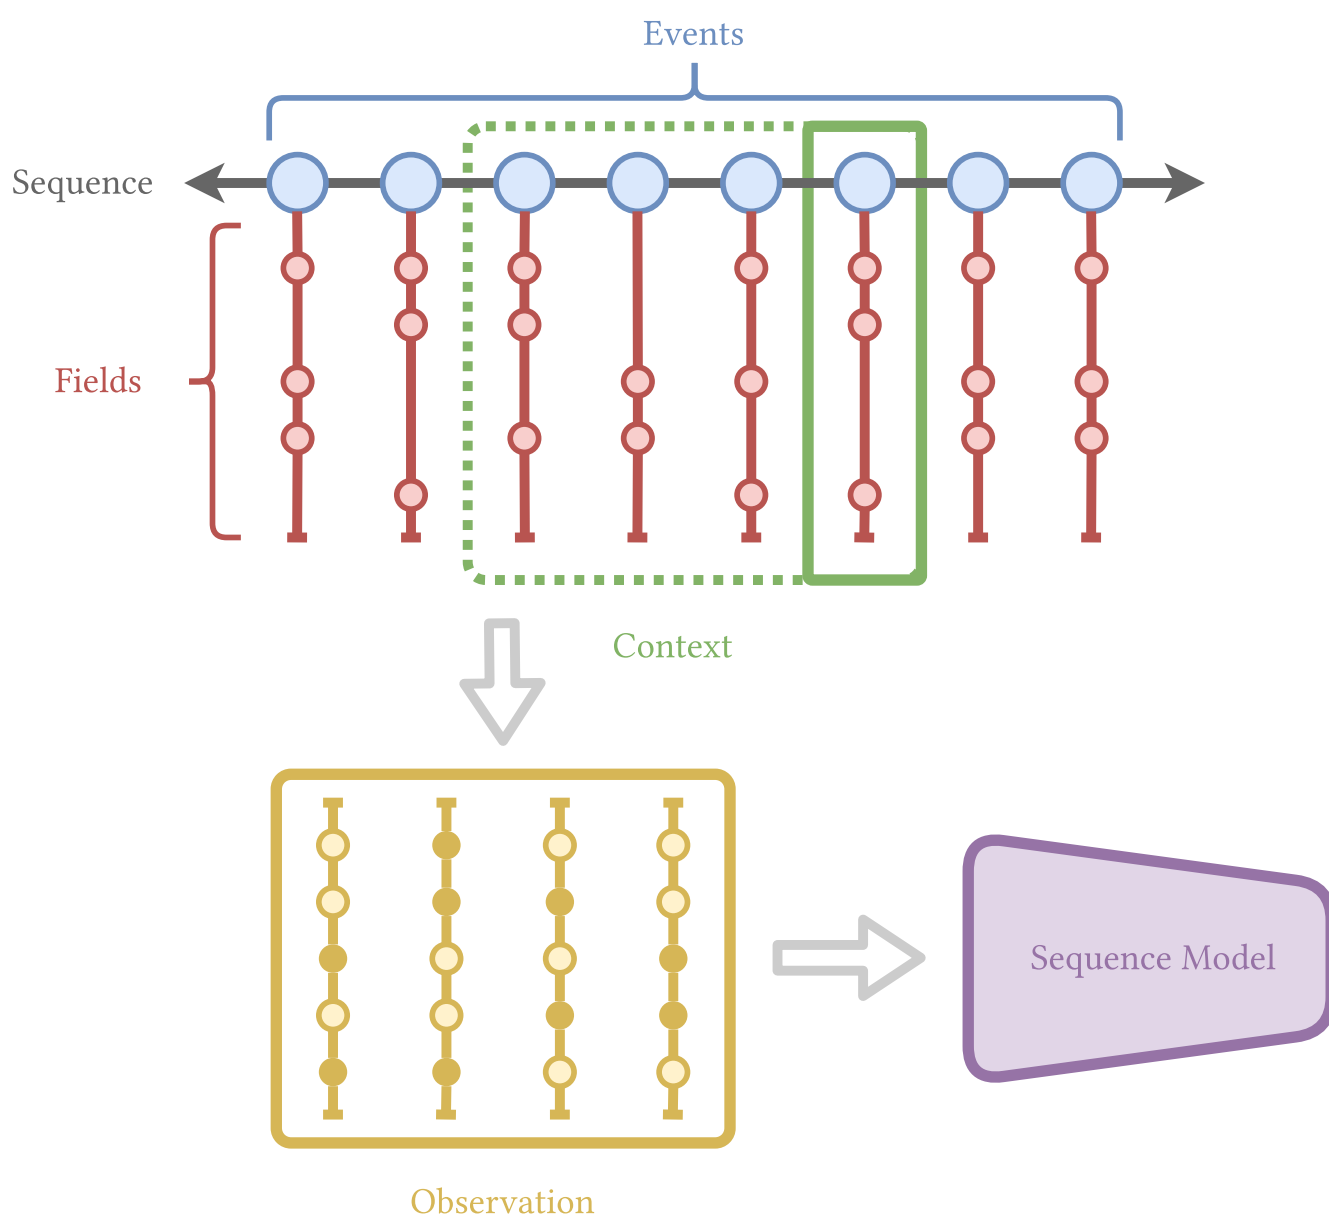 Events
Sequence
Fields
Context
Sequence Model
Observation